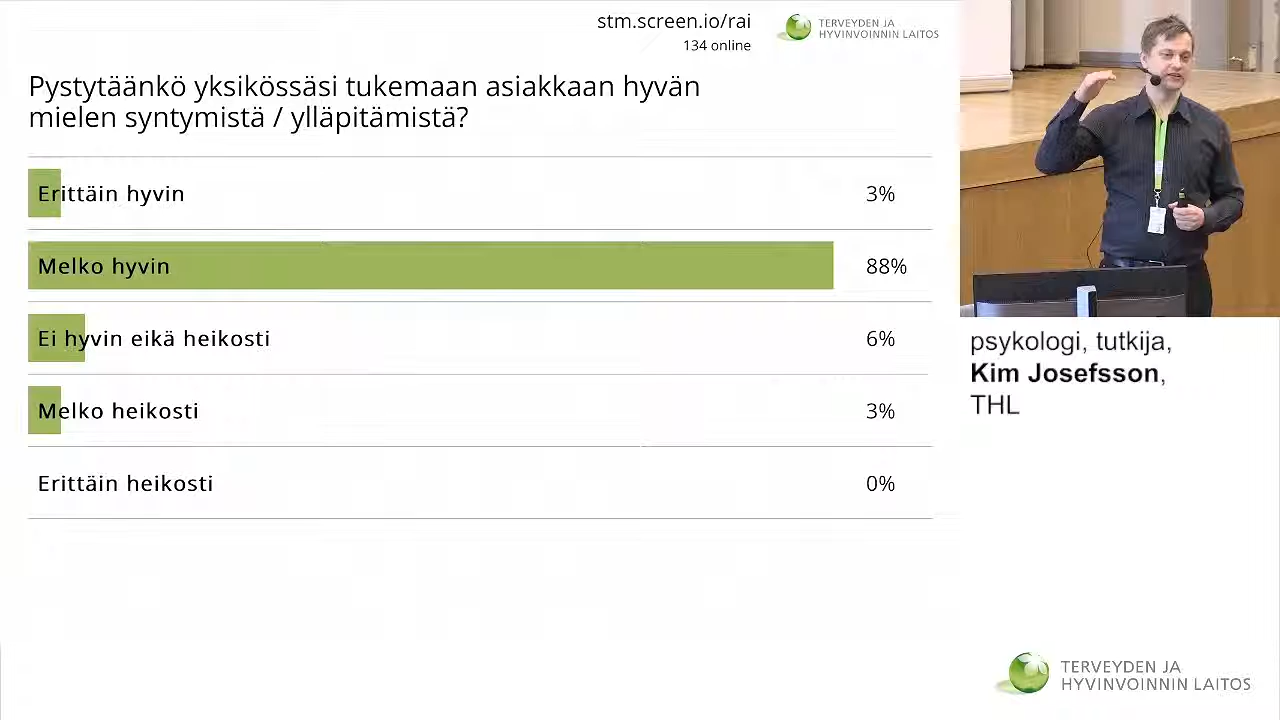 stm.screen.io/rai
134 online
TERVEYDEN JA
HYVINVOINNIN LAITOS
Pystytäänkö yksikössäsi tukemaan asiakkaan hyvän
mielen syntymistä / ylläpitämistä?
Erittäin hyvin 3%
Melko hyvin 88%
Ei hyvin eikä heikosti 6%
Melko heikosti 3%
Erittäin heikosti 0%
psykologi, tutkija,
Kim Josefsson,
THL
TERVEYDEN JA
HYVINVOINNIN LAITOS